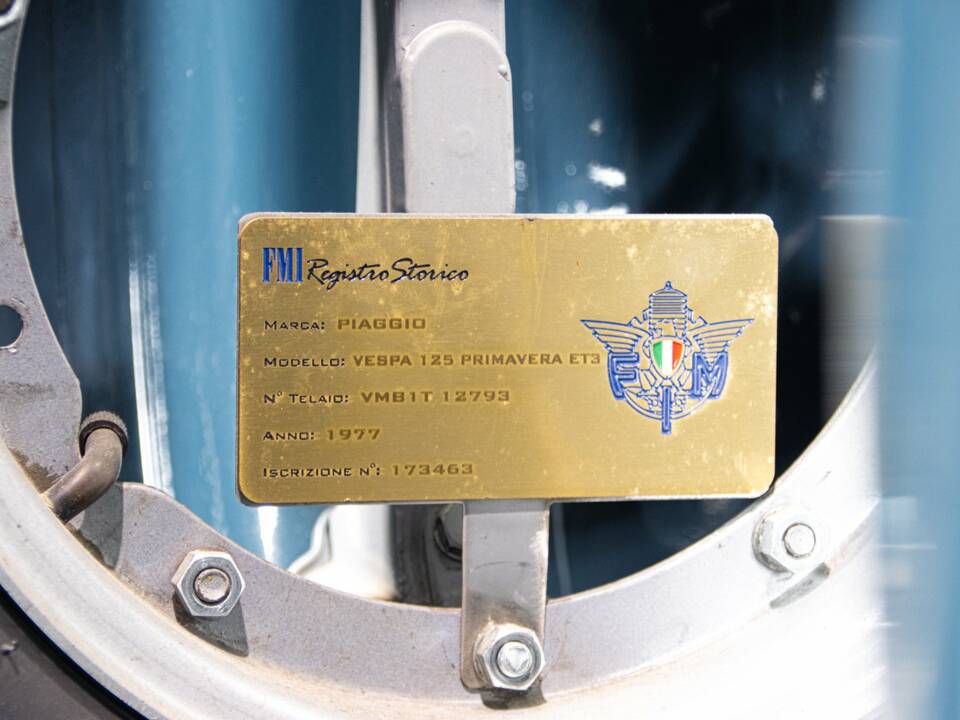 FMI Registro Storico
Marca: PIAGGIO
Modello: VESPA 125 PRIMAVERA ET3
N° Telaio: VMB1T 12793
Anno: 1977
Iscrizione N°: 173463
F I M